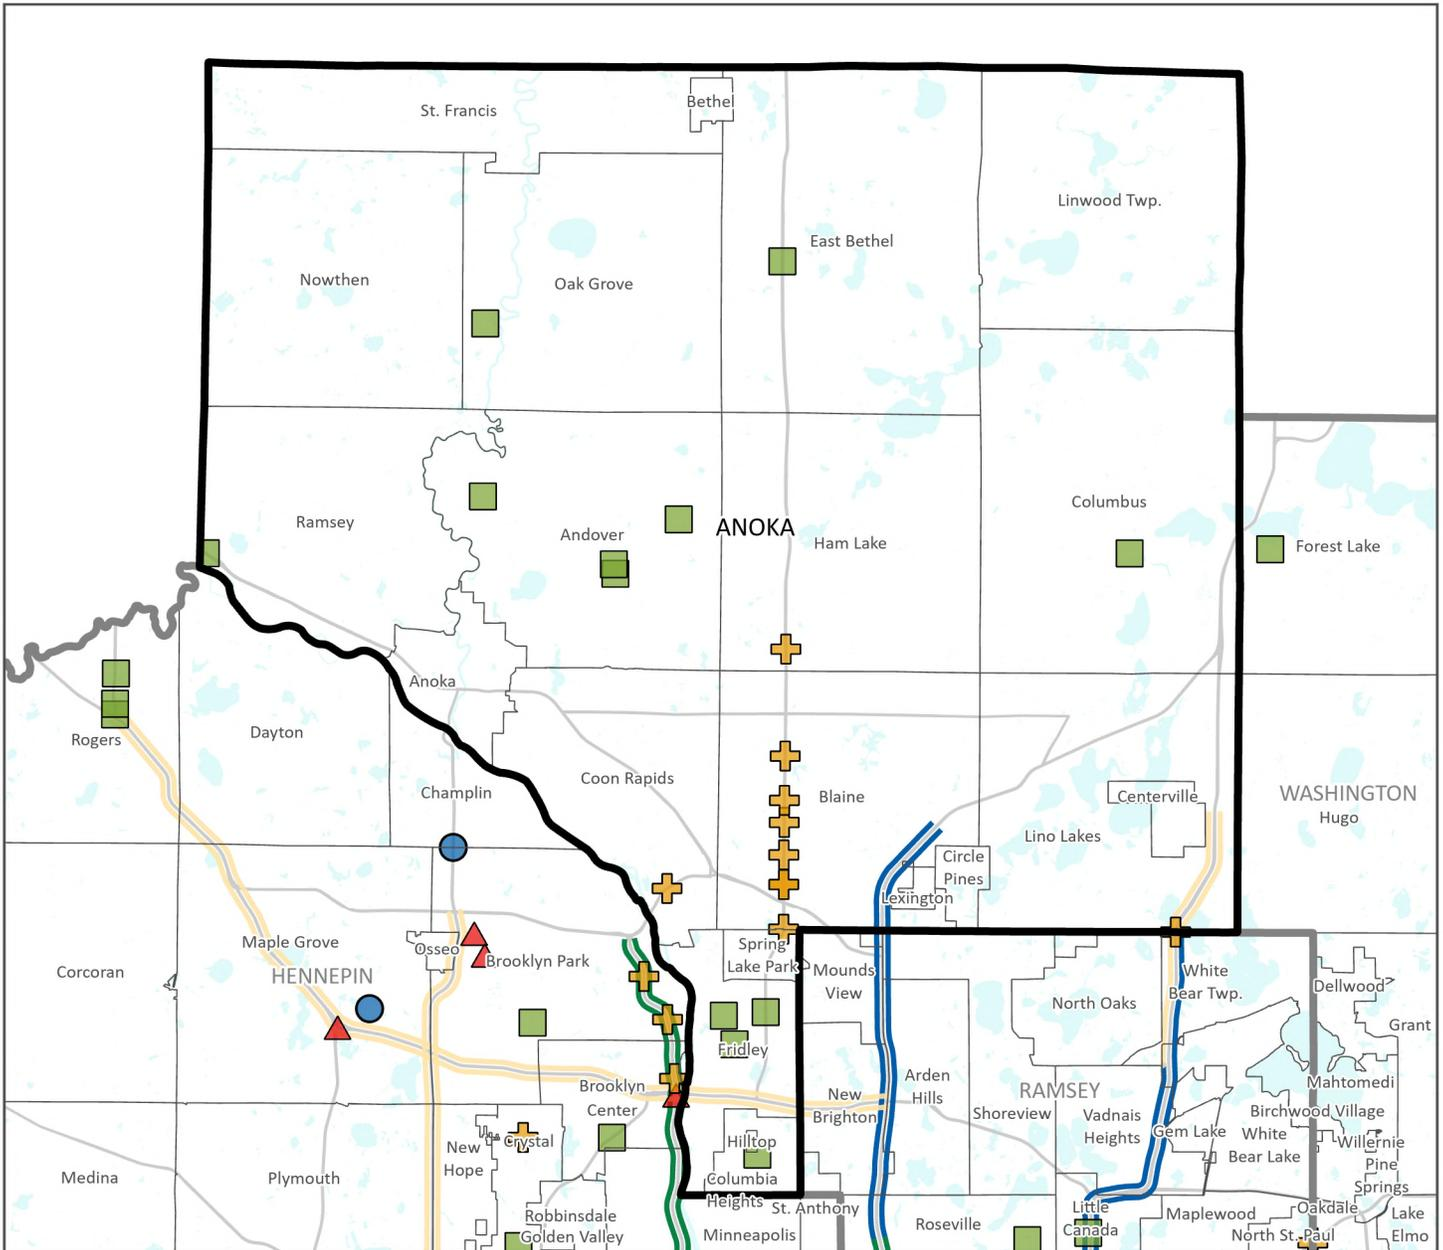 Bethel
St. Francis
Linwood Twp.
East Bethel
Nowthen
Oak Grove
Columbus
Ramsey
ANOKA
Andover
Ham Lake
Forest Lake
Anoka
Dayton
Rogers
Coon Rapids
Champlin
WASHINGTON
Blaine
Centerville
Hugo
Lino Lakes
Circle
Pines
Lexington
Maple Grove
Osseo
Spring
Lake Park
Brooklyn Park
HENNEPIN
Corcoran
Mounds
View
White
Bear Twp.
Dellwood
North Oaks
Grant
Fridley
Brooklyn
Center
Arden
Hills
RAMSEY
Mahtomedi
New
Brighton
Shoreview
Vadnais
Heights
Birchwood Village
Gem Lake
White
Bear Lake
Willernie
Crystal
Hilltop
New
Hope
Pine
Springs
Medina
Plymouth
Columbia
Heights
St. Anthony
Robbinsdale
Golden Valley
Minneapolis
Roseville
Little
Canada
Maplewood
Oakdale
North St. Paul
Lake
Elmo